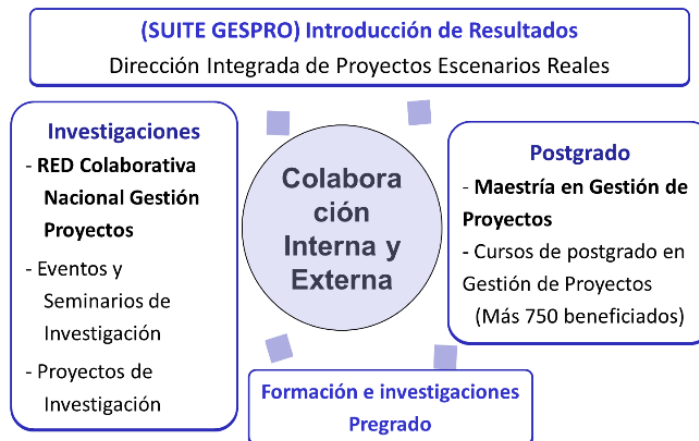 (SUITE GESPRO) Introducción de Resultados
Dirección Integrada de Proyectos Escenarios Reales
Investigaciones
- RED Colaborativa
Nacional Gestión
Proyectos
- Eventos y
Seminarios de
Investigación
- Proyectos de
Investigación
Colabora
ción
Interna y
Externa
Postgrado
- Maestría en Gestión de
Proyectos
- Cursos de postgrado en
Gestión de Proyectos
(Más 750 beneficiados)
Formación e investigaciones
Pregrado